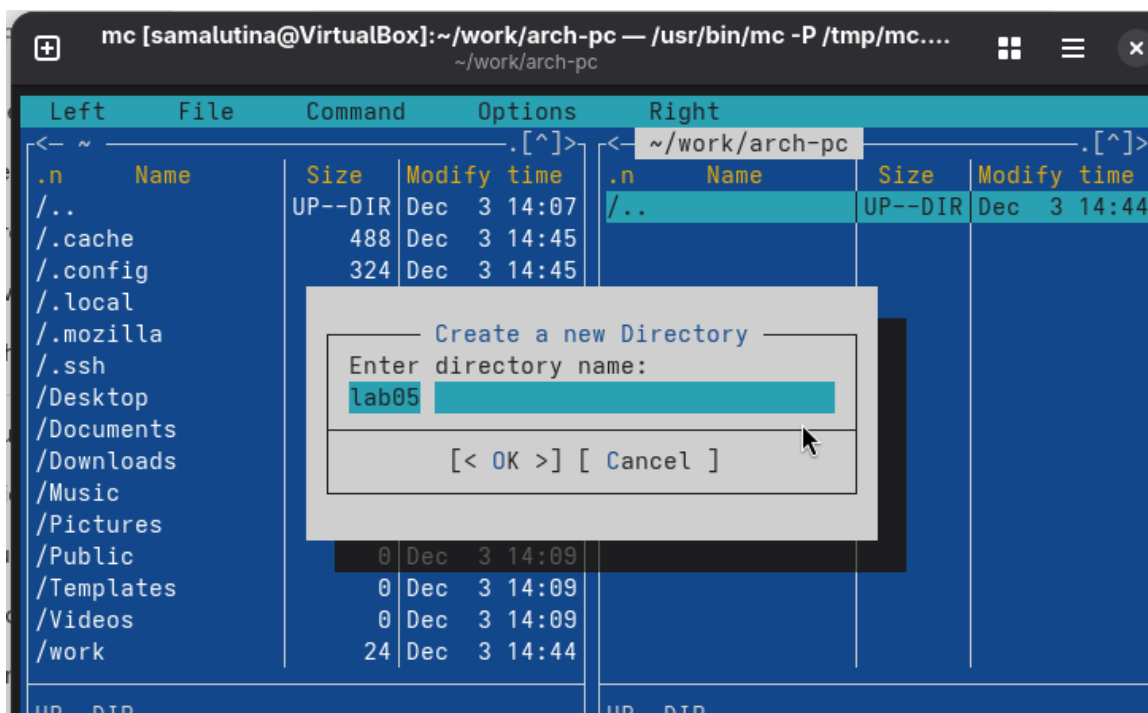 mc [samalutina@VirtualBox]:~/work/arch-pc — /usr/bin/mc -P /tmp/mc....
~/work/arch-pc
Left File Command Options Right
<- ~ .[^]> <- ~/work/arch-pc .[^]>
.n Name Size Modify time .n Name Size Modify time
/.. UP--DIR Dec 3 14:07 /.. UP--DIR Dec 3 14:44
/.cache 488 Dec 3 14:45
/.config 324 Dec 3 14:45
/.local
/.mozilla Create a new Directory
/.ssh Enter directory name:
/Desktop lab05
/Documents
/Downloads [< OK >] [ Cancel ]
/Music
/Pictures
/Public 0 Dec 3 14:09
/Templates 0 Dec 3 14:09
/Videos 0 Dec 3 14:09
/work 24 Dec 3 14:44
UP--DIR UP--DIR